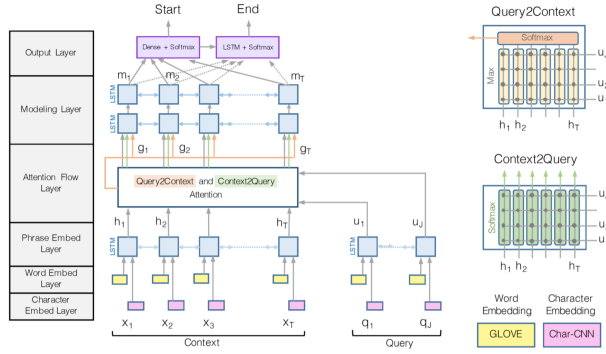 Start End
Query2Context
Output Layer
Dense + Softmax
LSTM + Softmax
Softmax
Max
m1 m2 mT
u
u
Modeling Layer
LSTM
LSTM
h1 h2 hT
g1 g2 gT
Context2Query
Attention Flow
Layer
Query2Context and Context2Query
Attention
Softmax
u
u
u
h1 h2 hT u1 uJ
Phrase Embed
Layer
LSTM
LSTM
h1 h2 hT
Word Embed
Layer
Word
Embedding
Character
Embedding
Character
Embed Layer
GLOVE
Char-CNN
x1 x2 x3 xT q1 qJ
Context Query